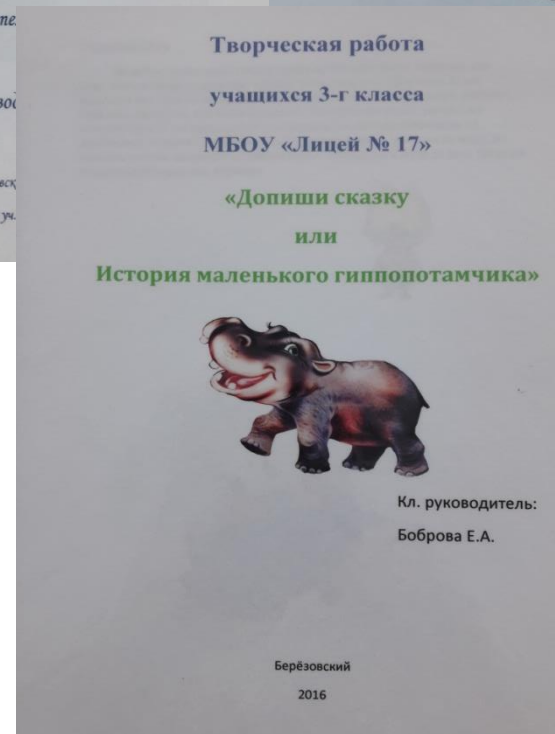 Творческая работа
учащихся 3-г класса
МБОУ «Лицей № 17»
«Допиши сказку
или
История маленького гиппопотамчика»
Кл. руководитель:
Боброва Е.А.
Берёзовский
2016